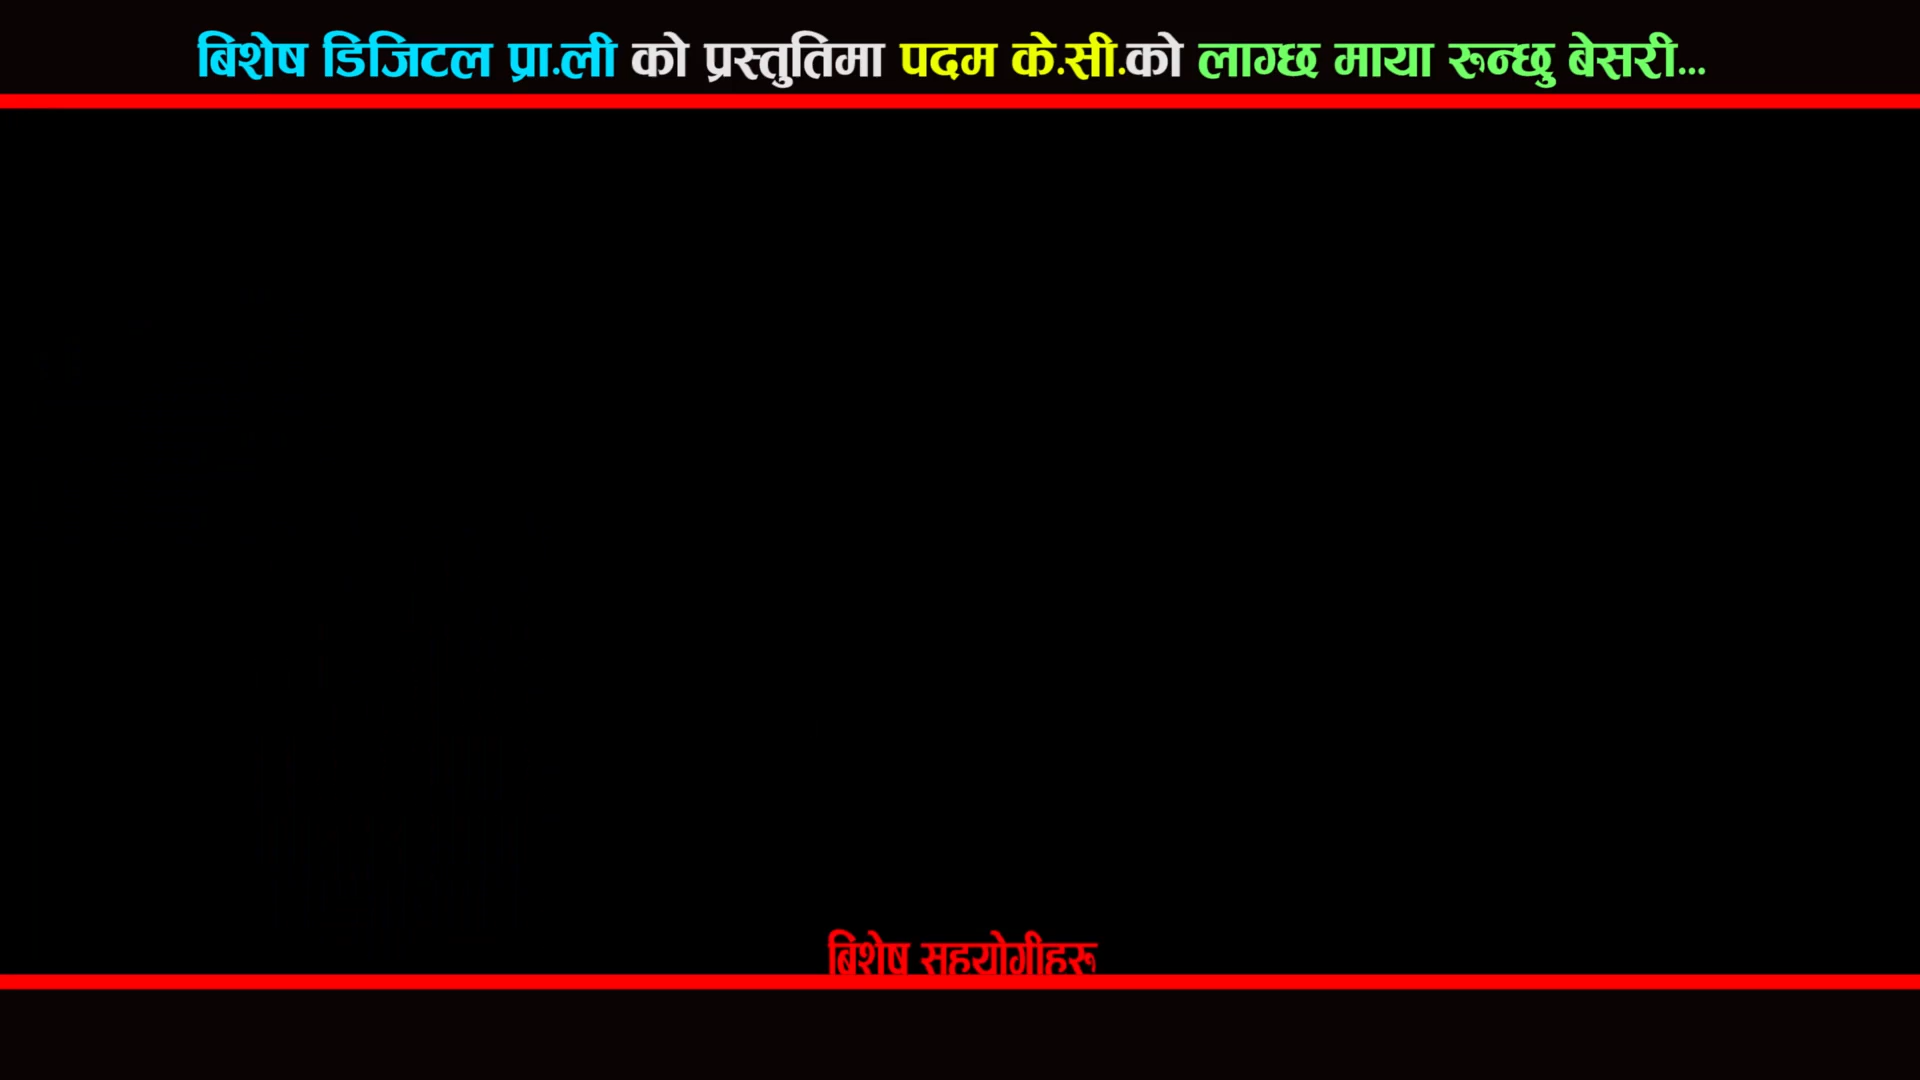 बिशेष डिजिटल प्रा.ली को प्रस्तुतिमा पदम के.सी.को लाग्छ माया रुन्छु बेसरी...
बिशेष सहयोगीहरू